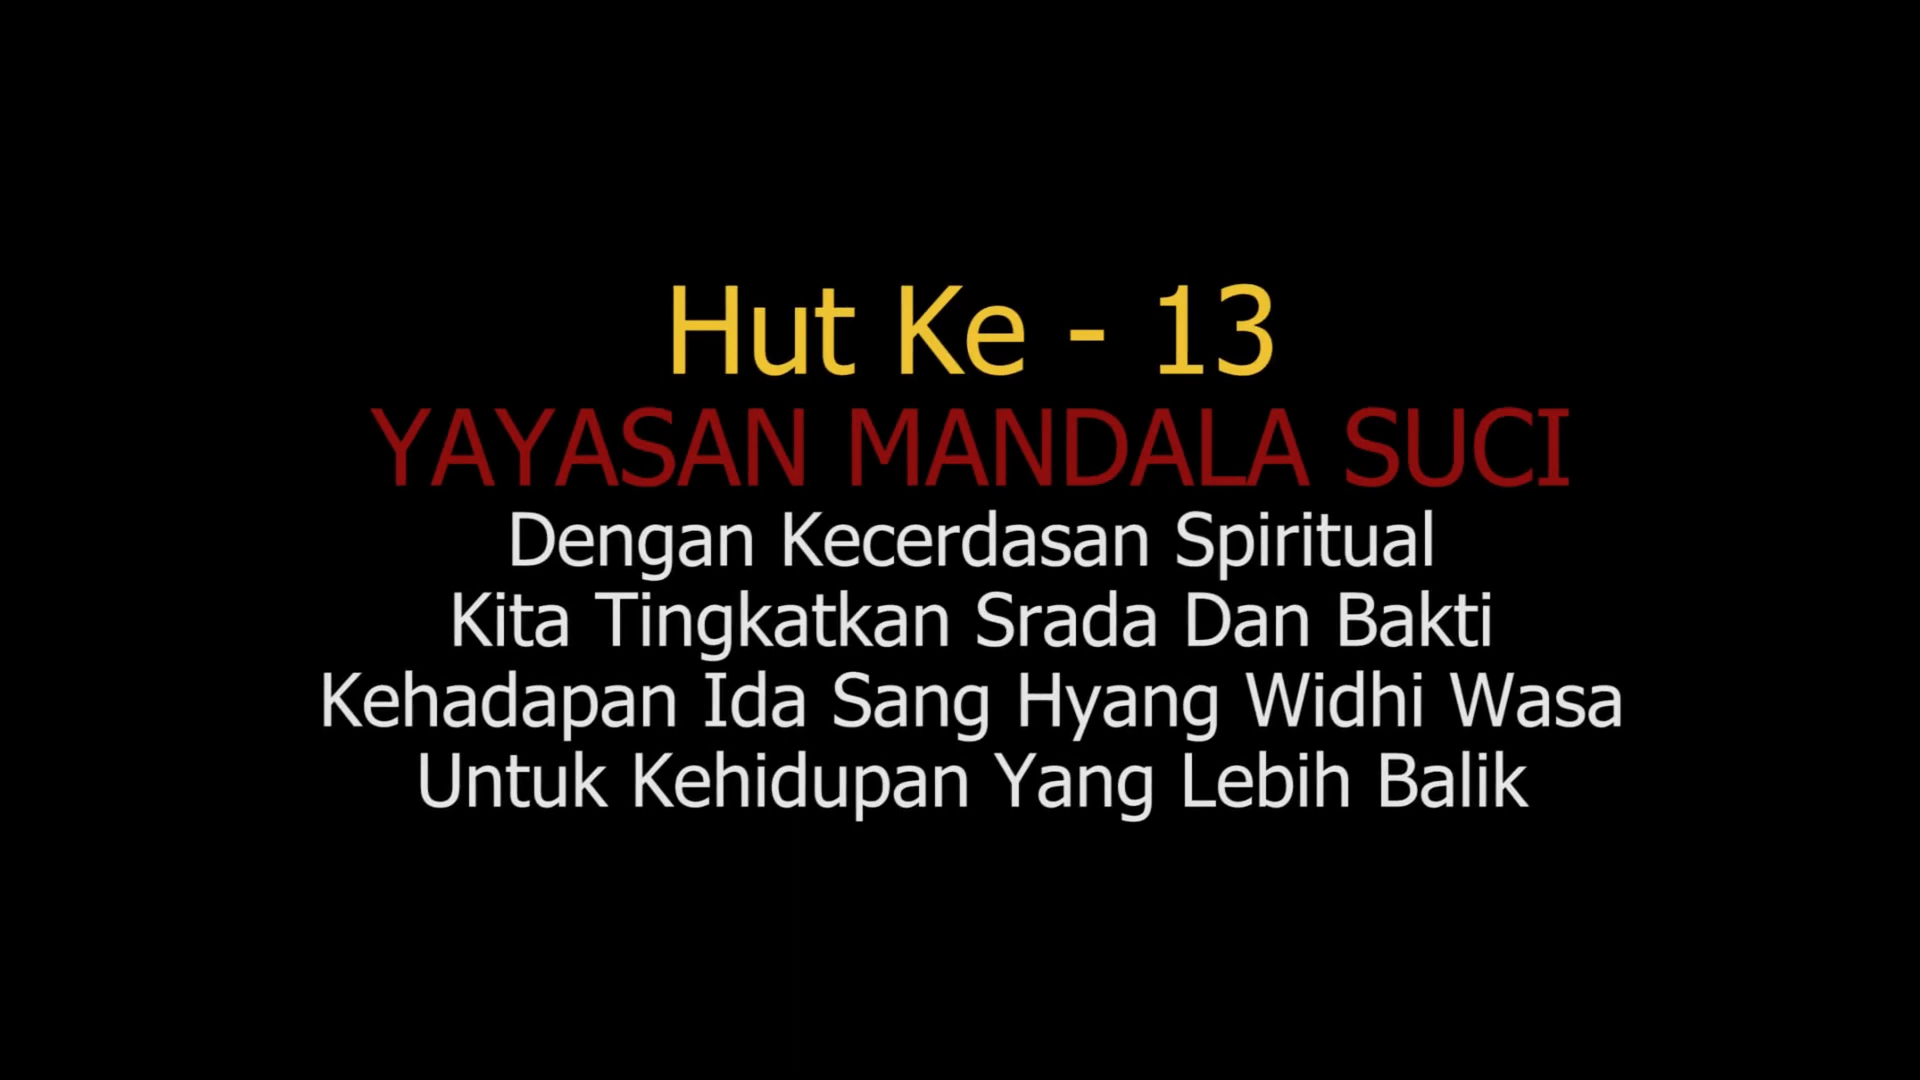 Hut Ke - 13
YAYASAN MANDALA SUCI
Dengan Kecerdasan Spiritual
Kita Tingkatkan Srada Dan Bakti
Kehadapan Ida Sang Hyang Widhi Wasa
Untuk Kehidupan Yang Lebih Balik